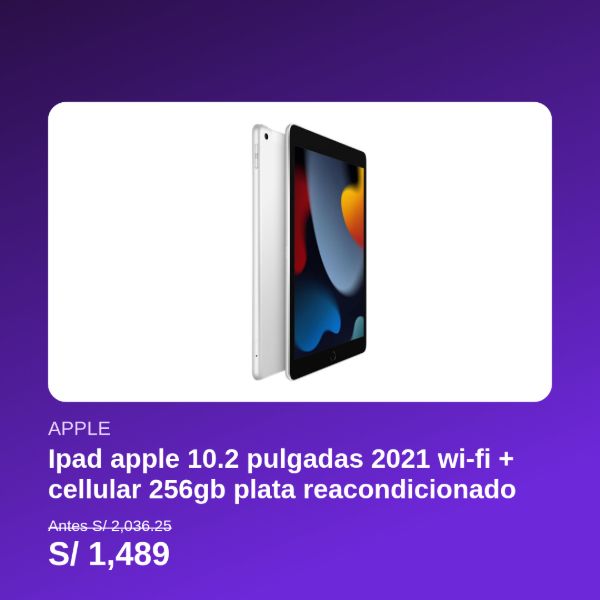 APPLE
Ipad apple 10.2 pulgadas 2021 wi-fi +
cellular 256gb plata reacondicionado
Antes S/ 2,036.25
S/ 1,489